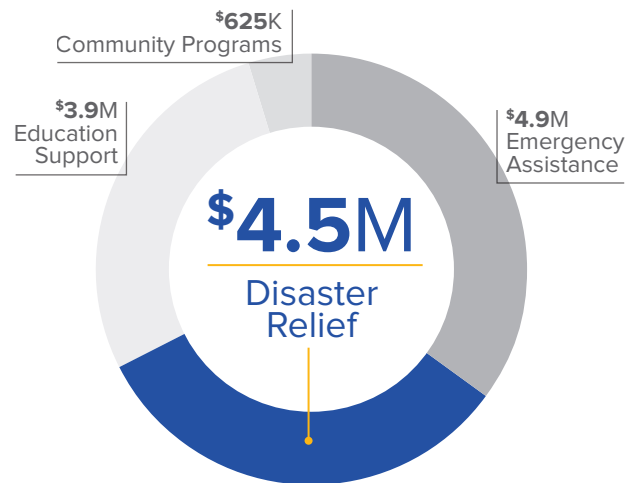 $625K
Community Programs
$3.9M
Education
Support
$4.9M
Emergency
Assistance
$4.5M
Disaster
Relief